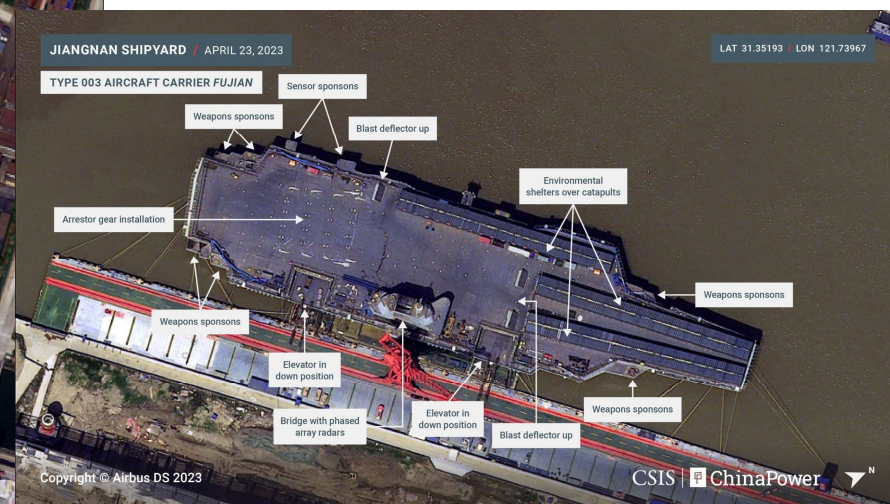 JIANGNAN SHIPYARD / APRIL 23, 2023
LAT 31.35193 / LON 121.73967
TYPE 003 AIRCRAFT CARRIER FUJIAN
Sensor sponsons
Weapons sponsons
Blast deflector up
Environmental
shelters over catapults
Arrestor gear installation
Weapons sponsons
Weapons sponsons
Elevator in
down position
Bridge with phased
array radars
Elevator in
down position
Blast deflector up
Weapons sponsons
Copyright © Airbus DS 2023
CSIS | ChinaPower
N